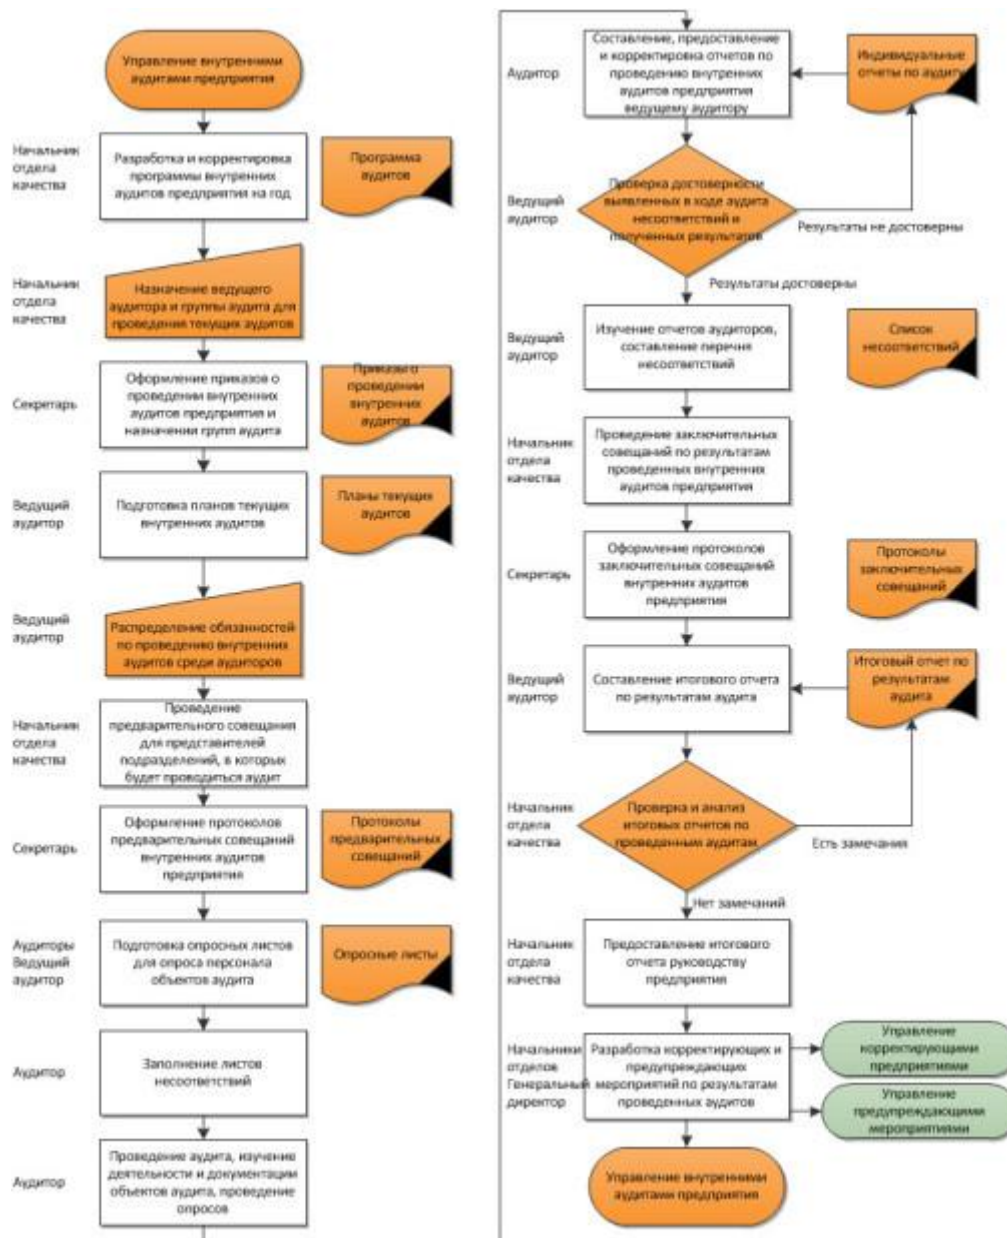 Управление внутренними
аудитами предприятия
Начальник
отдела
качества
Разработка и корректировка
программы внутренних
аудитов предприятия на год
Программа
аудитов
Начальник
отдела
качества
Назначение ведущего
аудитора и группы аудита для
проведения текущих аудитов
Секретарь
Оформление приказов о
проведении внутренних
аудитов предприятия и
назначении групп аудита
Приказы о
проведении
внутренних
аудитов
Ведущий
аудитор
Подготовка планов текущих
внутренних аудитов
Планы текущих
аудитов
Ведущий
аудитор
Распределение обязанностей
по проведению внутренних
аудитов среди аудиторов
Начальник
отдела
качества
Проведение
предварительного совещания
для представителей
подразделений, в которых
будет проводиться аудит
Секретарь
Оформление протоколов
предварительных совещаний
внутренних аудитов
предприятия
Протоколы
предварительных
совещаний
Аудиторы
Ведущий
аудитор
Подготовка опросных листов
для опроса персонала
объектов аудита
Опросные листы
Аудитор
Заполнение листов
несоответствий
Аудитор
Проведение аудита, изучение
деятельности и документации
объектов аудита, проведение
опросов
Аудитор
Составление, предоставление
и корректировка отчетов по
проведению внутренних
аудитов предприятия
ведущему аудитору
Индивидуальные
отчеты по аудиту
Ведущий
аудитор
Проверка достоверности
выявленных в ходе аудита
несоответствий и
полученных результатов
Результаты не достоверны
Результаты достоверны
Ведущий
аудитор
Изучение отчетов аудиторов,
составление перечня
несоответствий
Список
несоответствий
Начальник
отдела
качества
Проведение заключительных
совещаний по результатам
проведенных внутренних
аудитов предприятия
Секретарь
Оформление протоколов
заключительных совещаний
внутренних аудитов
предприятия
Протоколы
заключительных
совещаний
Ведущий
аудитор
Составление итогового отчета
по результатам аудита
Итоговый отчет по
результатам
аудита
Начальник
отдела
качества
Проверка и анализ
итоговых отчетов по
проведенным аудитам
Есть замечания
Нет замечаний
Начальник
отдела
качества
Предоставление итогового
отчета руководству
предприятия
Начальники
отделов
Генеральный
директор
Разработка корректирующих и
предупреждающих
мероприятий по результатам
проведенных аудитов
Управление
корректирующими
предприятиями
Управление
предупреждающими
мероприятиями
Управление внутренними
аудитами предприятия